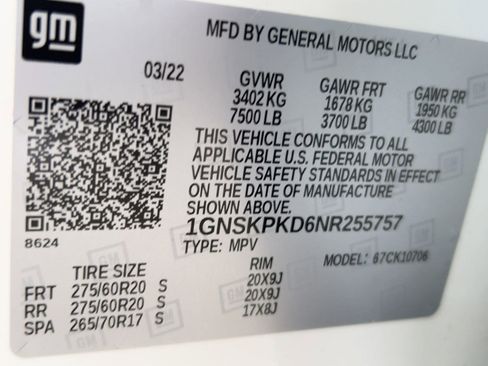 gm
MFD BY GENERAL MOTORS LLC
03/22 GVWR GAWR FRT GAWR RR
3402 KG 1678 KG 1950 KG
7500 LB 3700 LB 4300 LB
THIS VEHICLE CONFORMS TO ALL
APPLICABLE U.S. FEDERAL MOTOR
VEHICLE SAFETY STANDARDS IN EFFECT
ON THE DATE OF MANUFACTURE
SHOWN ABOVE.
1GNSKPKD6NR255757
8624
TYPE: MPV MODEL: 67CK10706
TIRE SIZE RIM
FRT 275/60R20 S 20X9J
RR 275/60R20 S 20X9J
SPA 265/70R17 S 17X8J